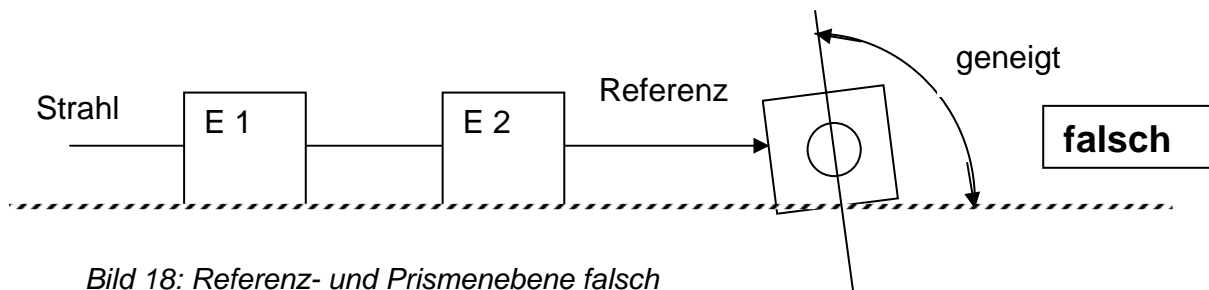 geneigt
Strahl
E 1
E 2
Referenz
falsch
Bild 18: Referenz- und Prismenebene falsch